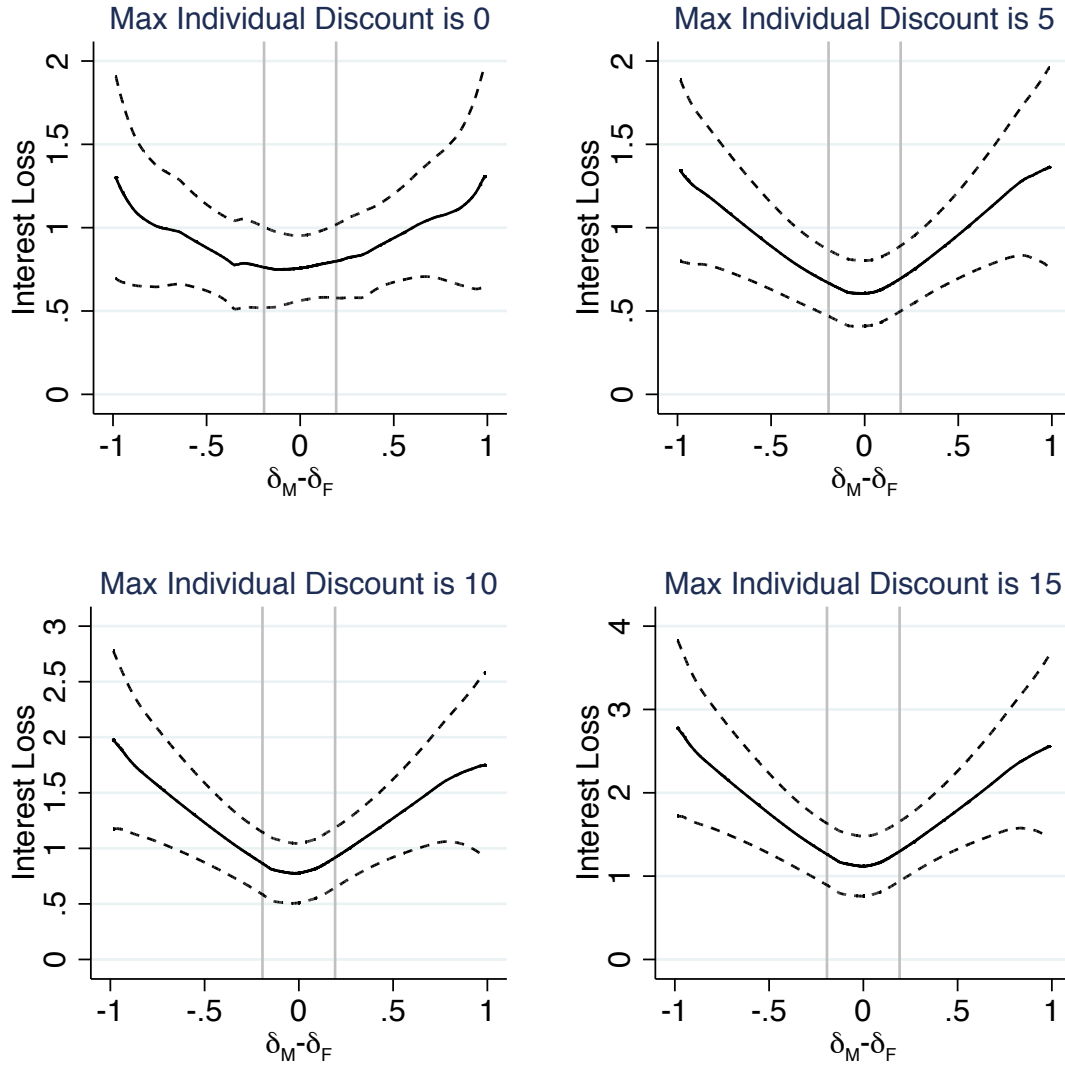 Max Individual Discount is 0
Interest Loss
2
1.5
1
.5
0
-1 -.5 0 .5 1
δM-δF
Max Individual Discount is 5
Interest Loss
2
1.5
1
.5
0
-1 -.5 0 .5 1
δM-δF
Max Individual Discount is 10
Interest Loss
3
2.5
2
1.5
1
.5
0
-1 -.5 0 .5 1
δM-δF
Max Individual Discount is 15
Interest Loss
4
3
2
1
0
-1 -.5 0 .5 1
δM-δF